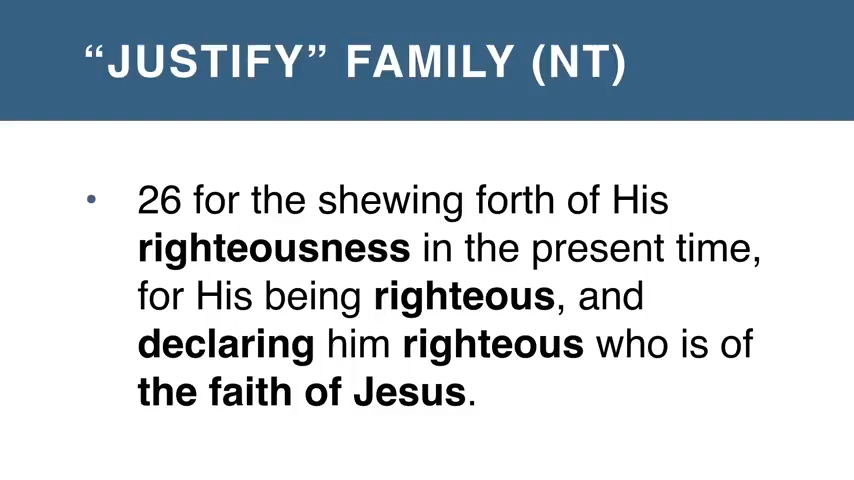 “JUSTIFY” FAMILY (NT)
• 26 for the shewing forth of His
righteousness in the present time,
for His being righteous, and
declaring him righteous who is of
the faith of Jesus.